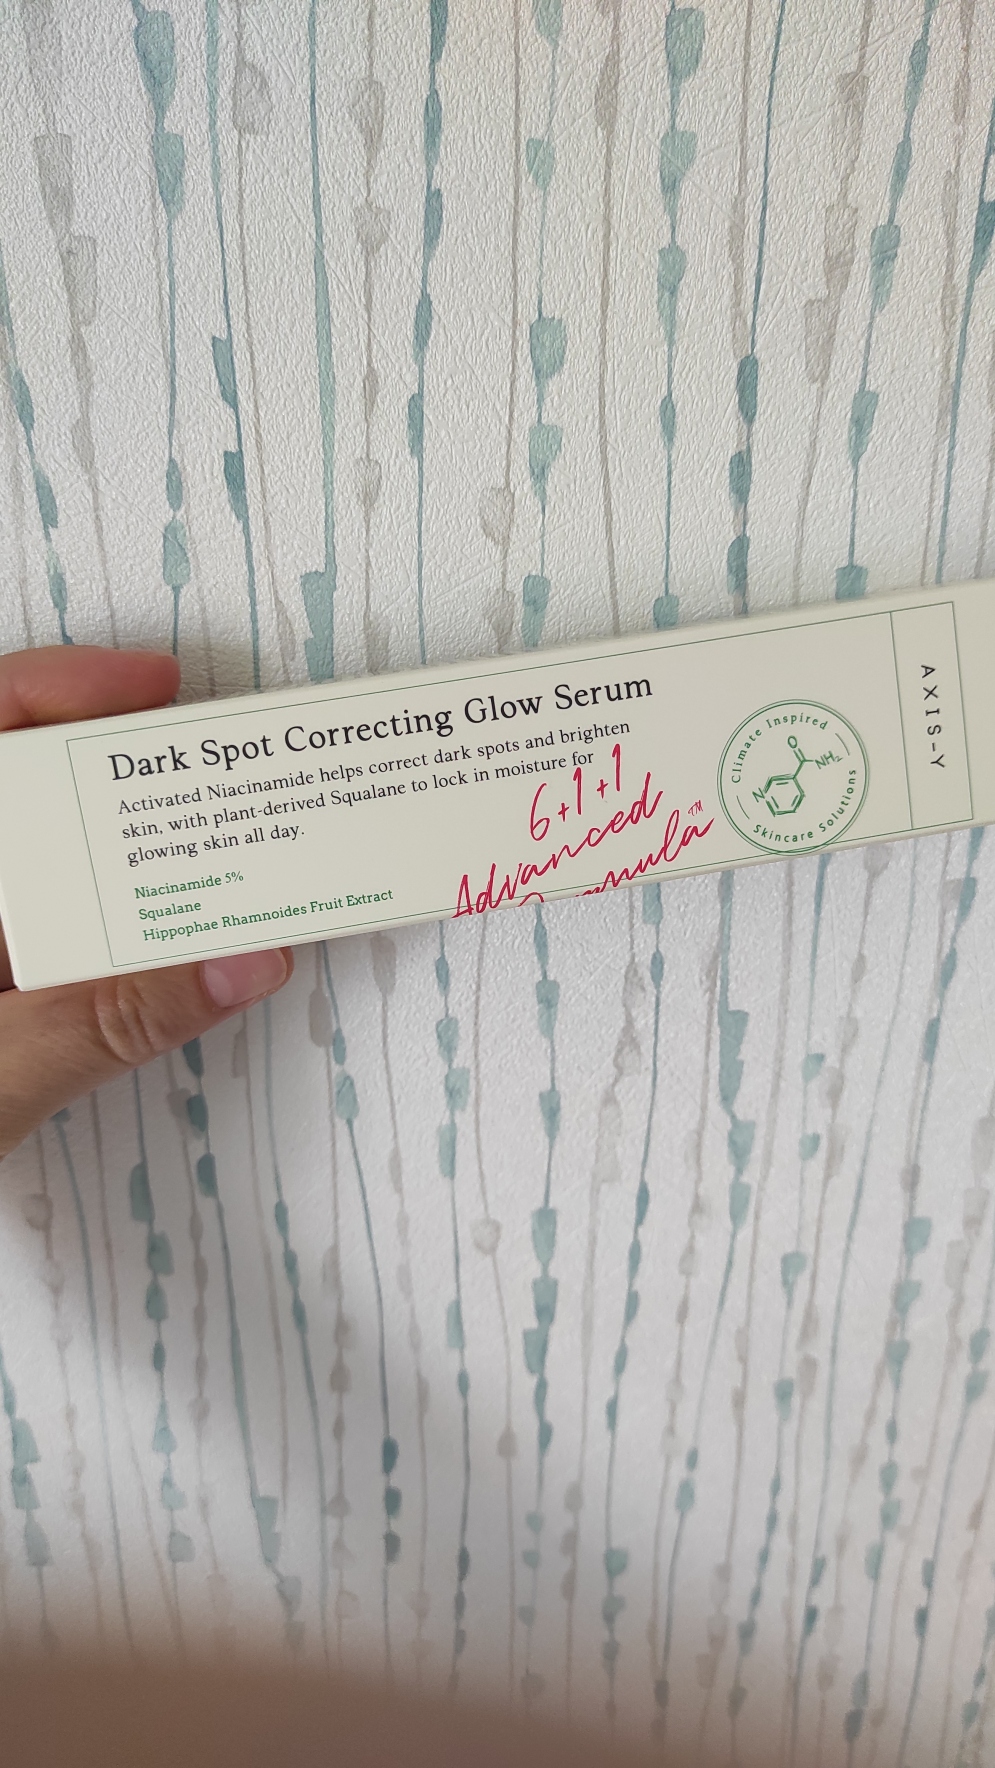 Dark Spot Correcting Glow Serum
Activated Niacinamide helps correct dark spots and brighten
skin, with plant-derived Squalane to lock in moisture for
glowing skin all day.
Niacinamide 5%
Squalane
Hippophae Rhamnoides Fruit Extract
6+1+1
Advanced
Formula™
Climate Inspired
Skincare Solutions
N
O
NH₂
AXIS-Y